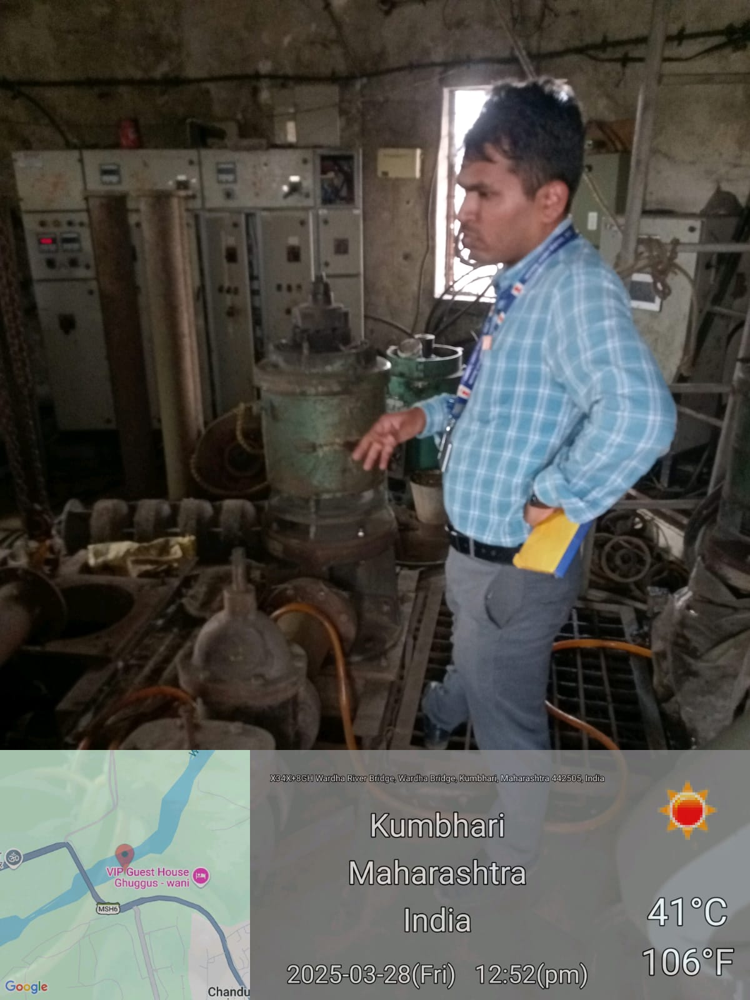 X34X+8GH Wardha River Bridge, Wardha Bridge, Kumbhari, Maharashtra 442505, India
Kumbhari
Maharashtra
India
2025-03-28(Fri) 12:52(pm)
41°C
106°F
VIP Guest House
Ghuggus - wani
MSH6
Google
Chandu